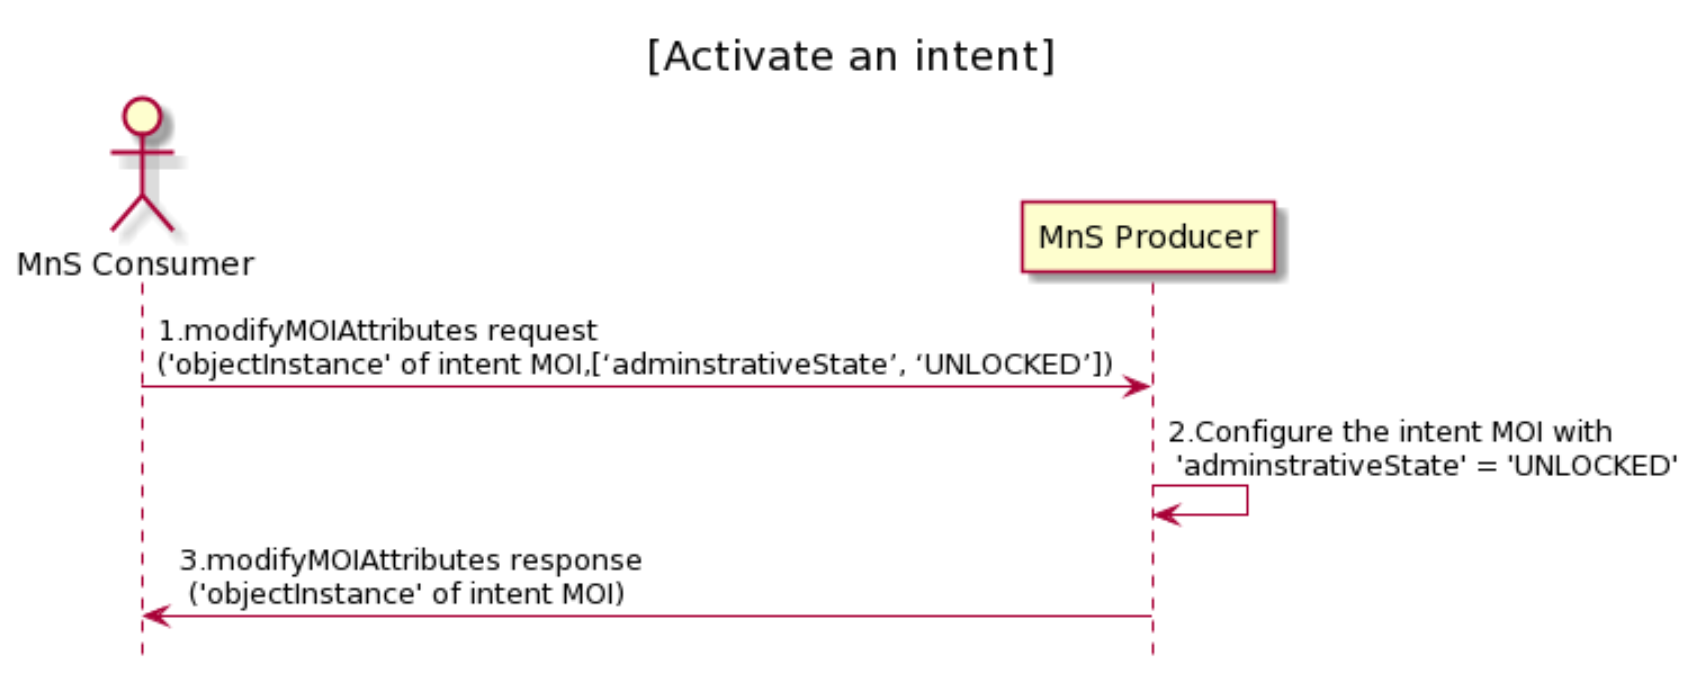 [Activate an intent]
MnS Consumer
MnS Producer
1.modifyMOIAttributes request
('objectInstance' of intent MOI,[‘adminstrativeState’, ‘UNLOCKED’])
2.Configure the intent MOI with
'adminstrativeState' = 'UNLOCKED'
3.modifyMOIAttributes response
('objectInstance' of intent MOI)